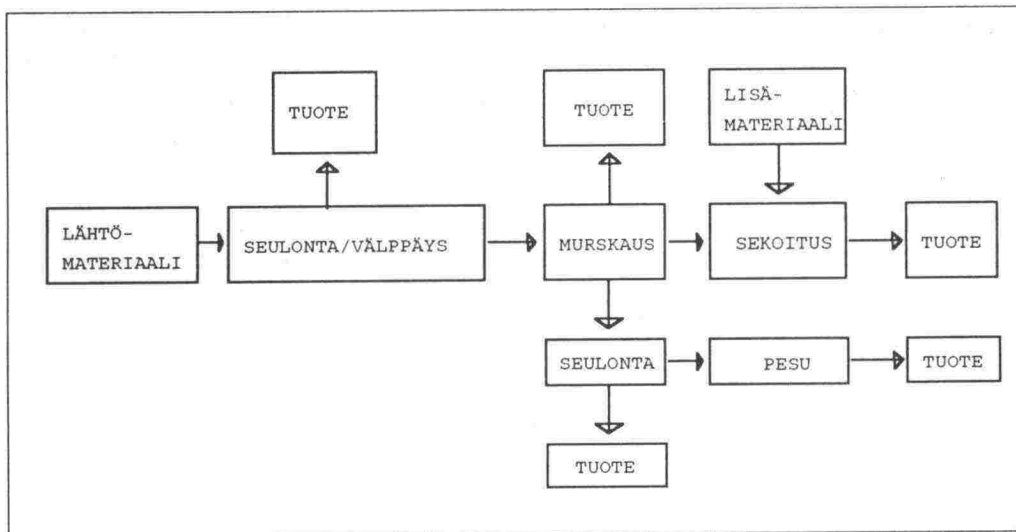 TUOTE
TUOTE
LISÄ-
MATERIAALI
LÄHTÖ-
MATERIAALI
SEULONTA/VÄLPPÄYS
MURSKAUS
SEKOITUS
TUOTE
SEULONTA
PESU
TUOTE
TUOTE